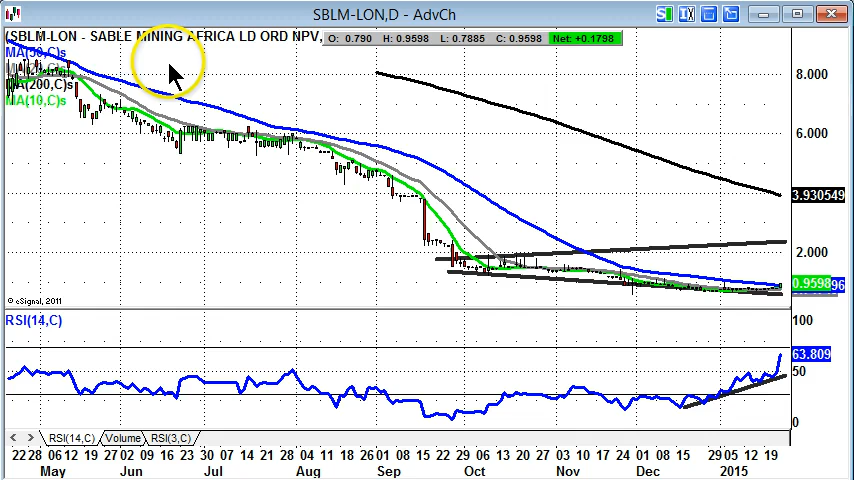 SBLM-LON,D - AdvCh
(SBLM-LON - SABLE MINING AFRICA LD ORD NPV, O: 0.790 H: 0.9598 L: 0.7885 C: 0.9598 Net: +0.1798
MA(50,C)s
MA(200,C)s
MA(10,C)s
8.000
6.000
3.930549
2.000
0.9598
96
© eSignal, 2011
RSI(14,C)
100
63.809
50
0
RSI(14,C) Volume RSI(3,C)
22 28 06 12 19 27 02 09 16 23 30 07 14 21 28 04 11 18 26 01 08 15 22 29 06 13 20 27 03 10 17 24 01 08 15 29 05 12 19
May Jun Jul Aug Sep Oct Nov Dec 2015